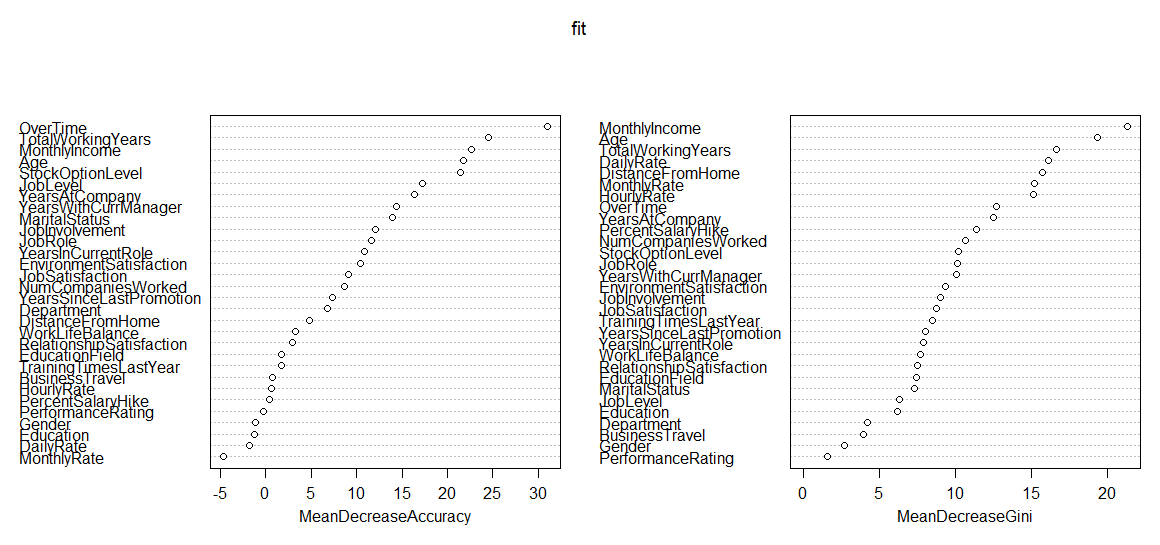 fit
OverTime
TotalWorkingYears
MonthlyIncome
Age
StockOptionLevel
JobLevel
YearsAtCompany
YearsWithCurrManager
MaritalStatus
JobInvolvement
JobRole
YearsInCurrentRole
EnvironmentSatisfaction
JobSatisfaction
NumCompaniesWorked
YearsSinceLastPromotion
Department
DistanceFromHome
WorkLifeBalance
RelationshipSatisfaction
EducationField
TrainingTimesLastYear
BusinessTravel
HourlyRate
PercentSalaryHike
PerformanceRating
Gender
Education
DailyRate
MonthlyRate
-5 0 5 10 15 20 25 30
MeanDecreaseAccuracy
MonthlyIncome
Age
TotalWorkingYears
DailyRate
DistanceFromHome
MonthlyRate
HourlyRate
OverTime
YearsAtCompany
PercentSalaryHike
NumCompaniesWorked
StockOptionLevel
JobRole
YearsWithCurrManager
EnvironmentSatisfaction
JobInvolvement
JobSatisfaction
TrainingTimesLastYear
YearsSinceLastPromotion
YearsInCurrentRole
WorkLifeBalance
RelationshipSatisfaction
EducationField
MaritalStatus
JobLevel
Education
Department
BusinessTravel
Gender
PerformanceRating
0 5 10 15 20
MeanDecreaseGini